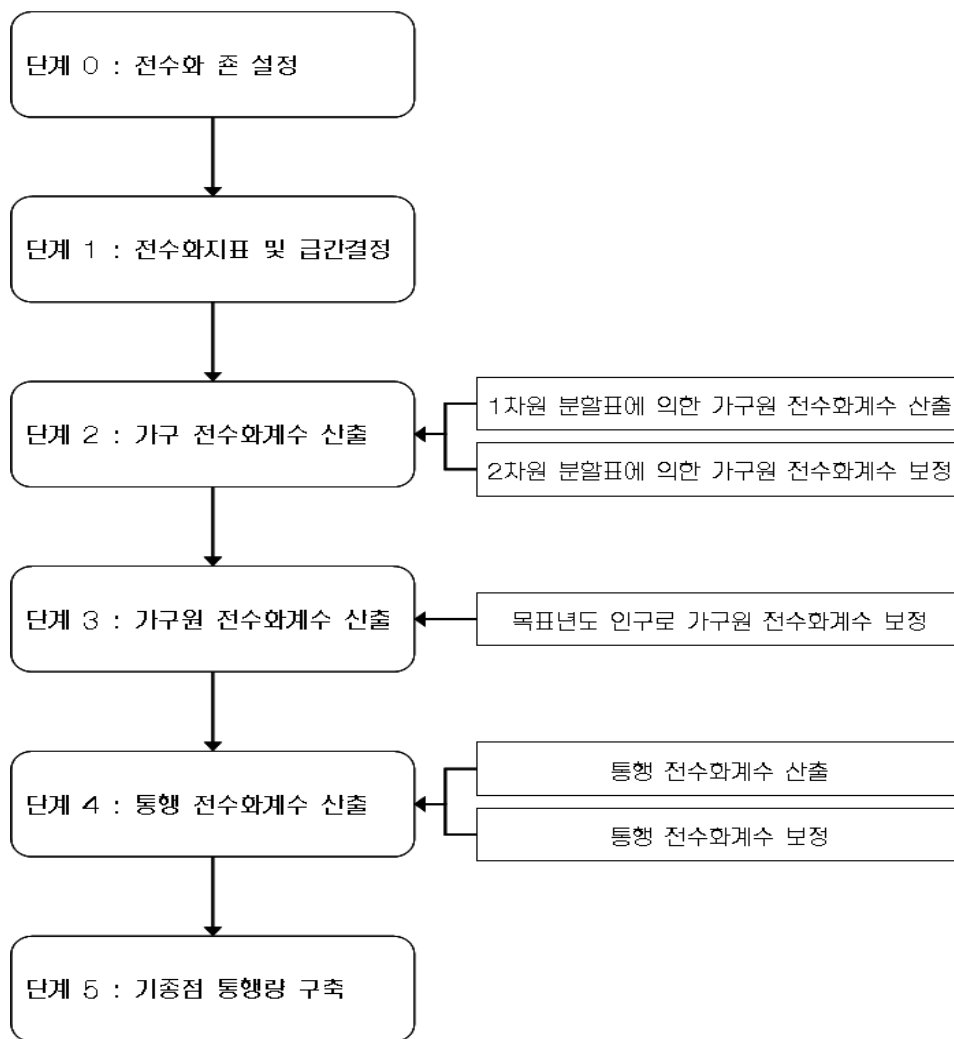 단계 0 : 전수화 죤 설정
단계 1 : 전수화지표 및 급간결정
단계 2 : 가구 전수화계수 산출
1차원 분할표에 의한 가구원 전수화계수 산출
2차원 분할표에 의한 가구원 전수화계수 보정
단계 3 : 가구원 전수화계수 산출
목표년도 인구로 가구원 전수화계수 보정
단계 4 : 통행 전수화계수 산출
통행 전수화계수 산출
통행 전수화계수 보정
단계 5 : 기종점 통행량 구축